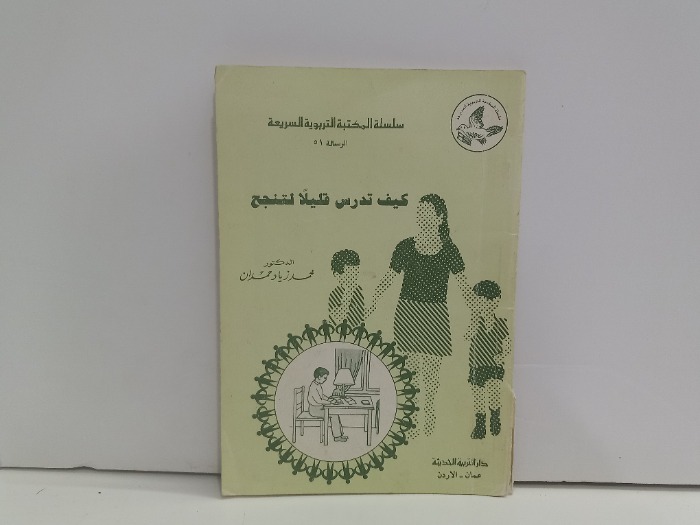 سلسلة المكتبة التربوية السريعة
الرسالة ٥١
كيف تدرس قليلاً لتنجح
الدكتور
محمد زياد حمدان
دار التربية الحديثة
عمان - الأردن